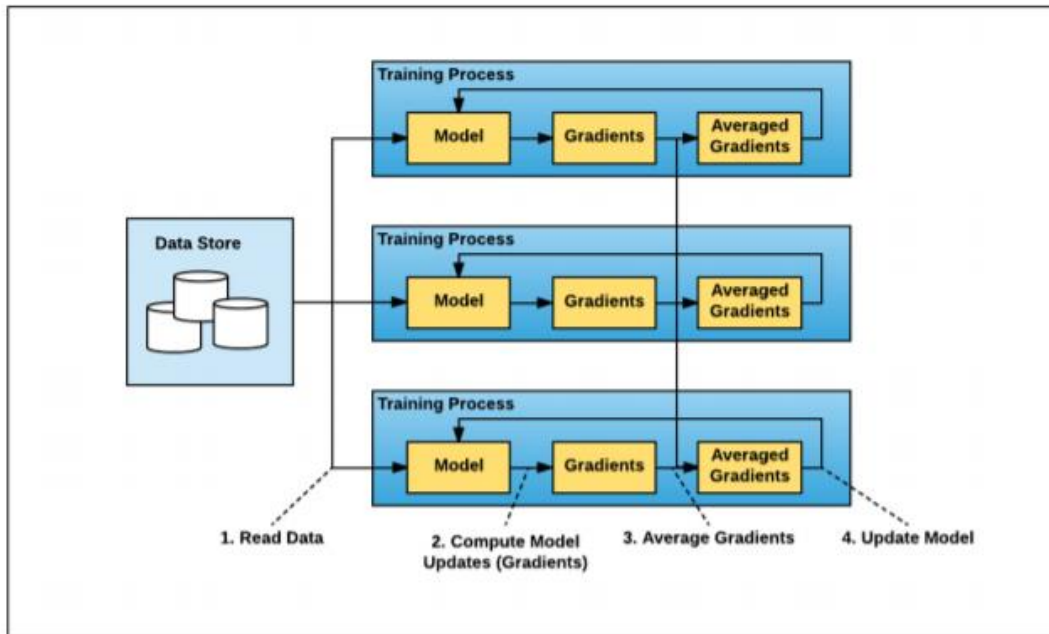 Training Process
Model
Gradients
Averaged
Gradients
Data Store
Training Process
Model
Gradients
Averaged
Gradients
Training Process
Model
Gradients
Averaged
Gradients
1. Read Data
2. Compute Model
Updates (Gradients)
3. Average Gradients
4. Update Model